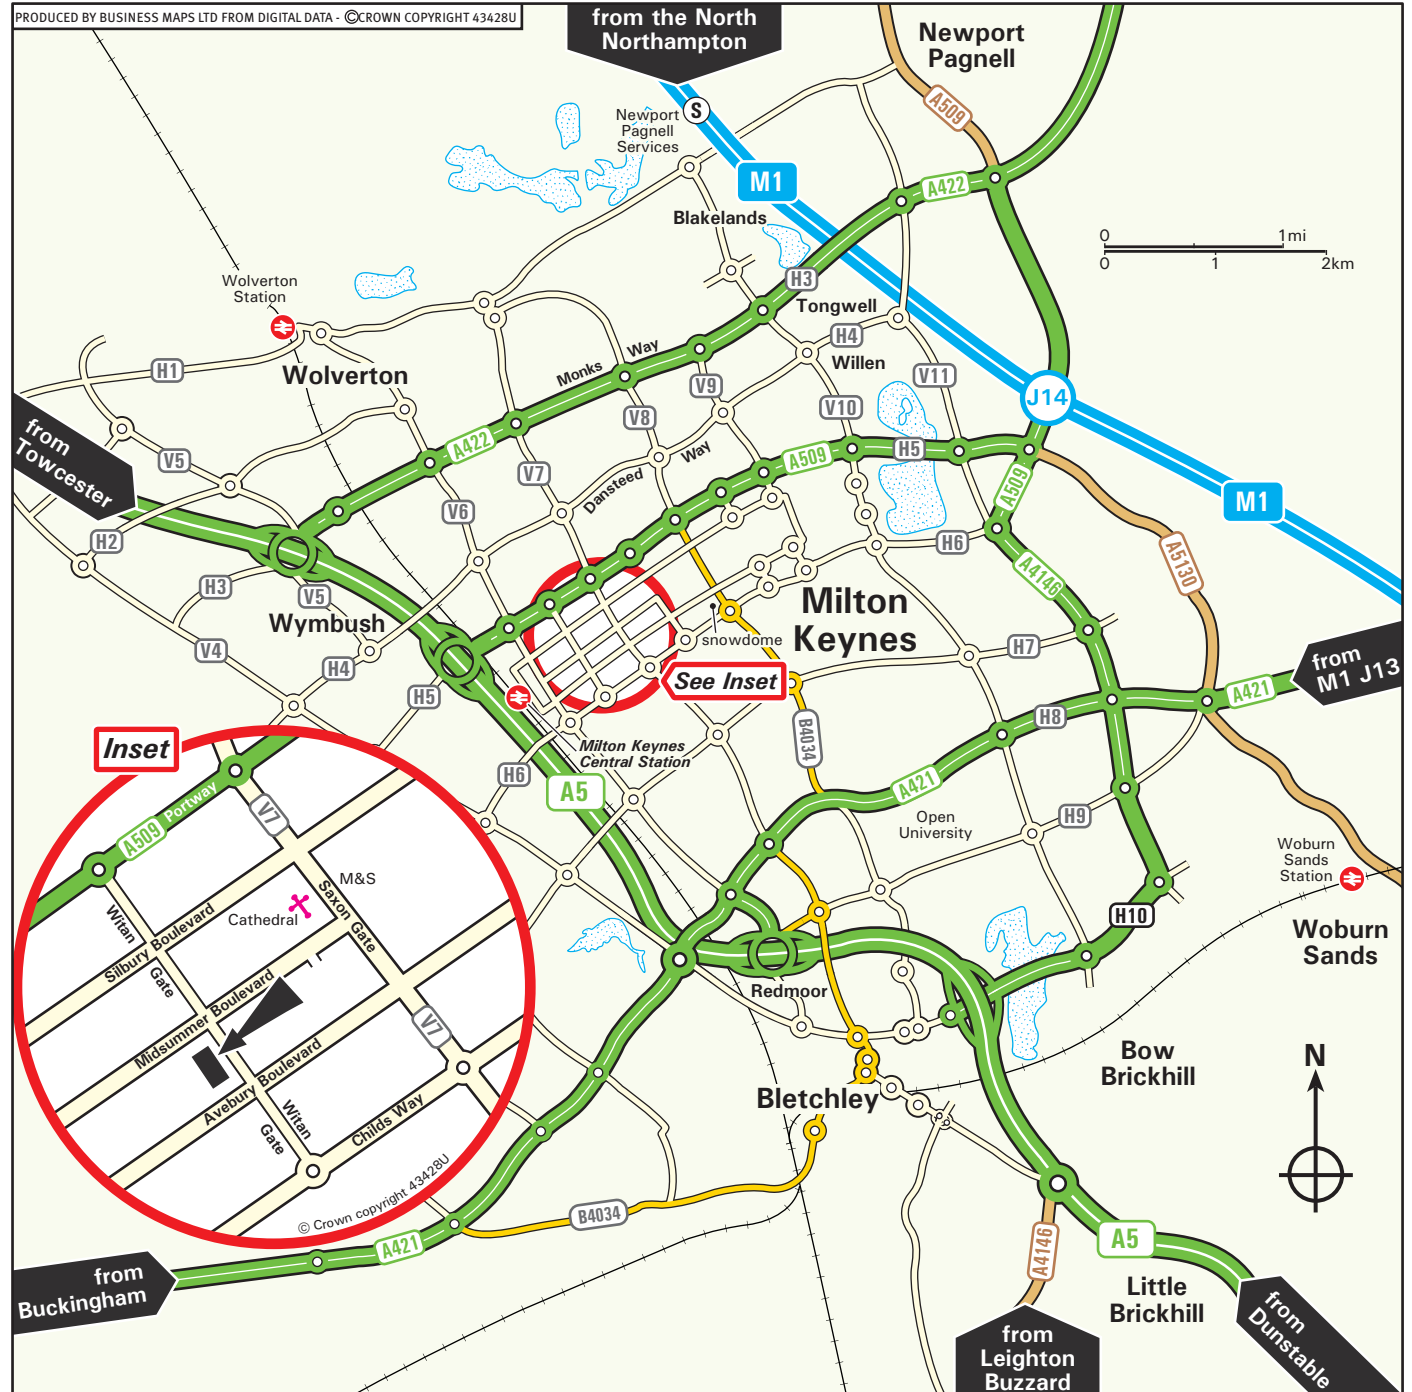 PRODUCED BY BUSINESS MAPS LTD FROM DIGITAL DATA - ©CROWN COPYRIGHT 43428U
from the North
Northampton
Newport
Pagnell
A509
S
Newport
Pagnell
Services
M1
A422
Blakelands
0
1mi
0
1
2km
H3
Tongwell
Wolverton
Station
H4
Willen
V11
J14
H1
Wolverton
Monks
Way
V9
V8
V10
from
Towcester
V5
A422
V7
Dansteed
Way
A509
H5
A509
M1
V6
H2
H6
A5130
H3
V5
A4146
Wymbush
Milton
Keynes
snowdome
V4
H4
H7
See Inset
from
M1 J13
H5
A421
H8
B4034
Milton Keynes
Central Station
Inset
H6
A5
A421
Open
University
H9
Portway
A509
V7
Woburn
Sands
Station
M&S
Cathedral
Saxon
Gate
Witan
Gate
Silbury Boulevard
H10
Woburn
Sands
Midsummer Boulevard
Redmoor
V7
Avebury Boulevard
Bow
Brickhill
N
Bletchley
Witan
Gate
Childs Way
© Crown copyright 43428U
B4034
A421
A4146
A5
from
Buckingham
Little
Brickhill
from
Dunstable
from
Leighton
Buzzard